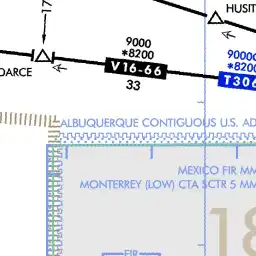 HUSIT
17
9000
*8200
9000
*8200
DARCE
V16-66
T306
33
ALBUQUERQUE CONTIGUOUS U.S. AD
MEXICO FIR MM
MONTERREY (LOW) CTA SCTR 5 MM
18
FIR